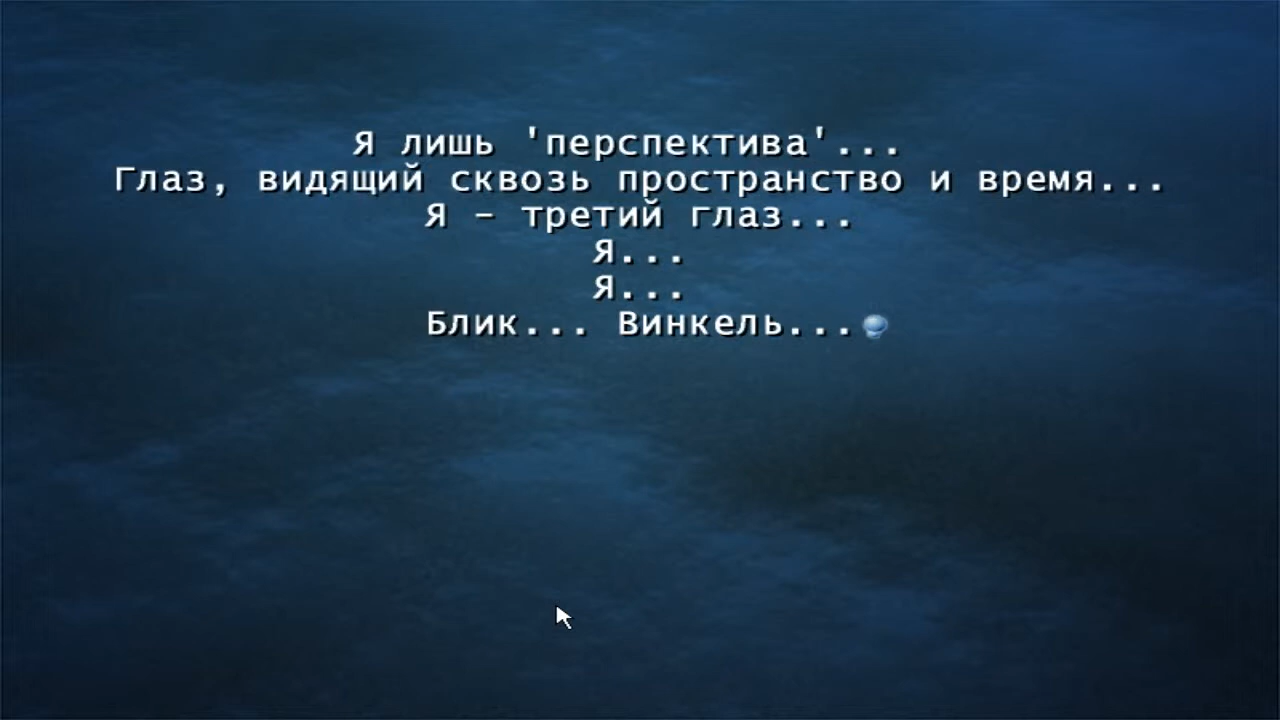 Я лишь 'перспектива'...
Глаз, видящий сквозь пространство и время...
Я - третий глаз...
Я...
Я...
Блик... Винкель...